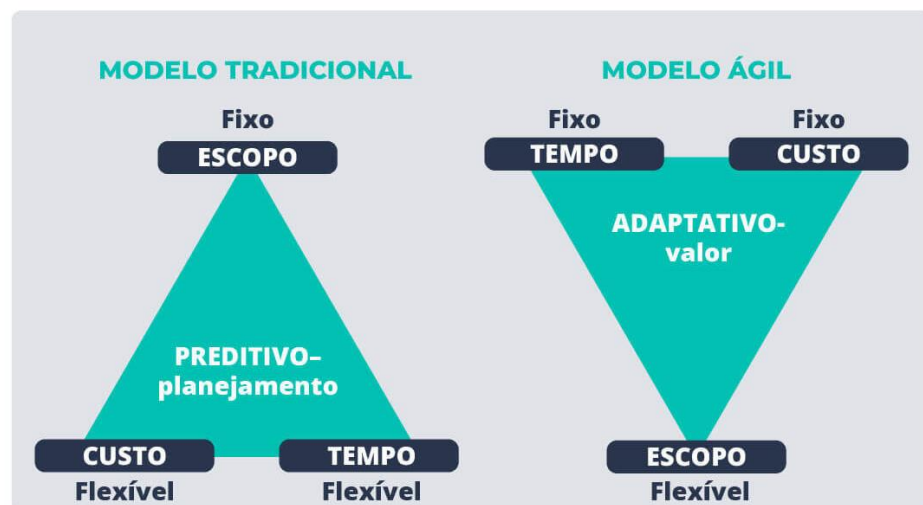 MODELO TRADICIONAL
Fixo
ESCOPO
PREDITIVO–
planejamento
CUSTO
Flexível
TEMPO
Flexível
MODELO ÁGIL
Fixo
TEMPO
Fixo
CUSTO
ADAPTATIVO-
valor
ESCOPO
Flexível